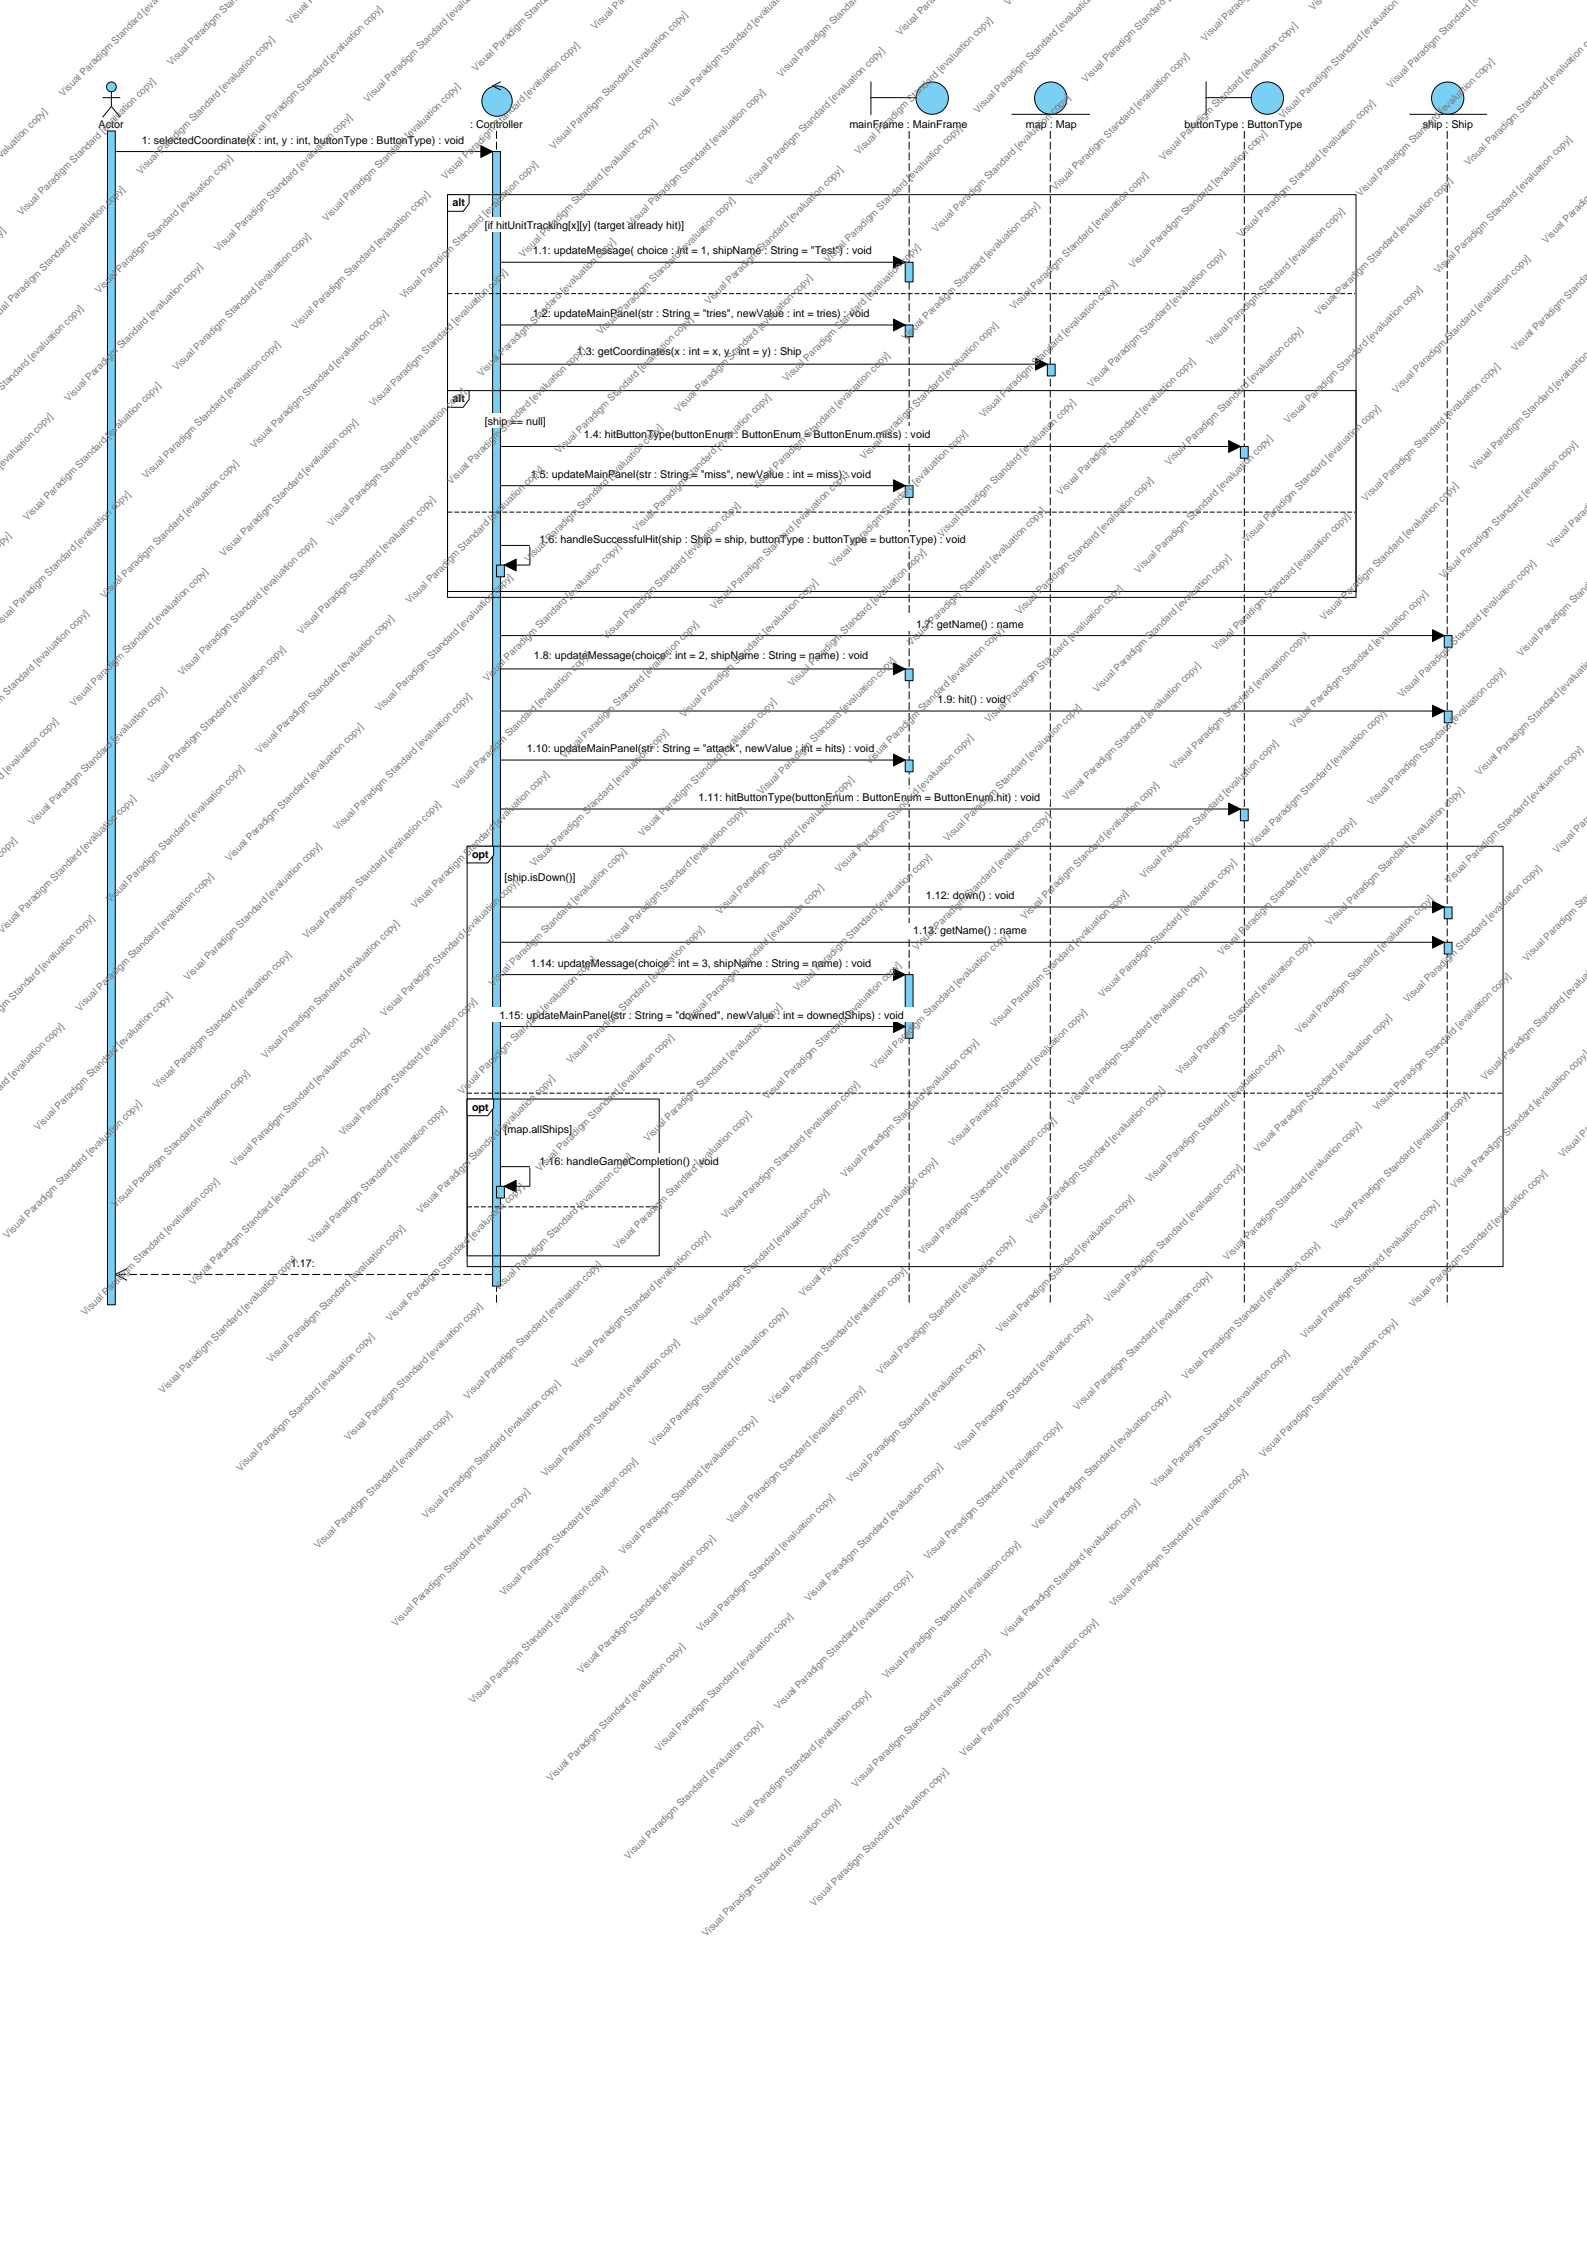 Actor
: Controller
mainFrame : MainFrame
map : Map
buttonType : ButtonType
ship : Ship
1: selectedCoordinate(x : int, y : int, buttonType : ButtonType) : void
alt
[if hitUnitTracking[x][y] (target already hit)]
1.1: updateMessage( choice : int = 1, shipName : String = "Test") : void
1.2: updateMainPanel(str : String = "tries", newValue : int = tries) : void
1.3: getCoordinates(x : int = x, y : int = y) : Ship
alt
[ship == null]
1.4: hitButtonType(buttonEnum : ButtonEnum = ButtonEnum.miss) : void
1.5: updateMainPanel(str : String = "miss", newValue : int = miss) : void
1.6: handleSuccessfulHit(ship : Ship = ship, buttonType : buttonType = buttonType) : void
1.7: getName() : name
1.8: updateMessage(choice : int = 2, shipName : String = name) : void
1.9: hit() : void
1.10: updateMainPanel(str : String = "attack", newValue : int = hits) : void
1.11: hitButtonType(buttonEnum : ButtonEnum = ButtonEnum.hit) : void
opt
[ship.isDown()]
1.12: down() : void
1.13: getName() : name
1.14: updateMessage(choice : int = 3, shipName : String = name) : void
1.15: updateMainPanel(str : String = "downed", newValue : int = downedShips) : void
opt
[map.allShips]
1.16: handleGameCompletion() : void
1.17:
Visual Paradigm Standard [evaluation copy]